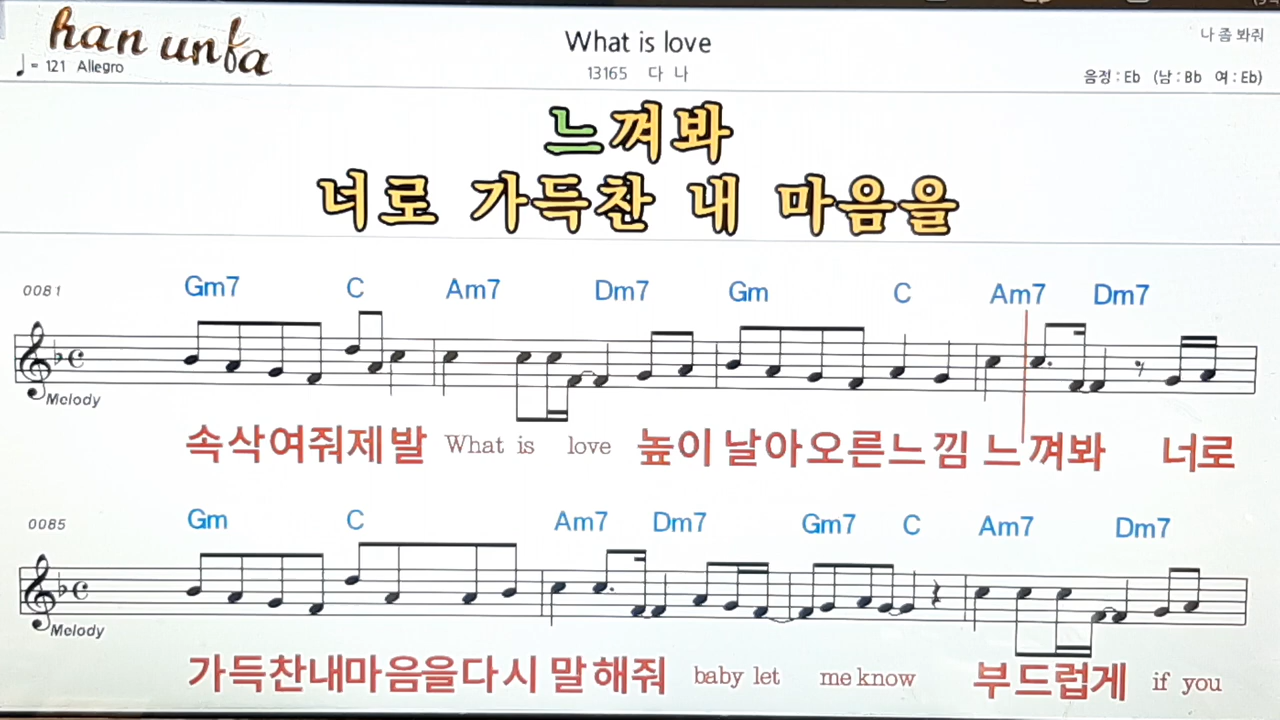 han unfa
What is love
나 좀 봐줘
♩= 121 Allegro
13165 다 나
음정 : Eb (남 : Bb 여 : Eb)
느껴봐
너로 가득찬 내 마음을
0081 Gm7 C Am7 Dm7 Gm C Am7 Dm7
Melody
속삭여줘제발 What is love 높이 날아오른느낌 느껴봐 너로
0085 Gm C Am7 Dm7 Gm7 C Am7 Dm7
Melody
가득찬내마음을다시 말해줘 baby let me know 부드럽게 if you